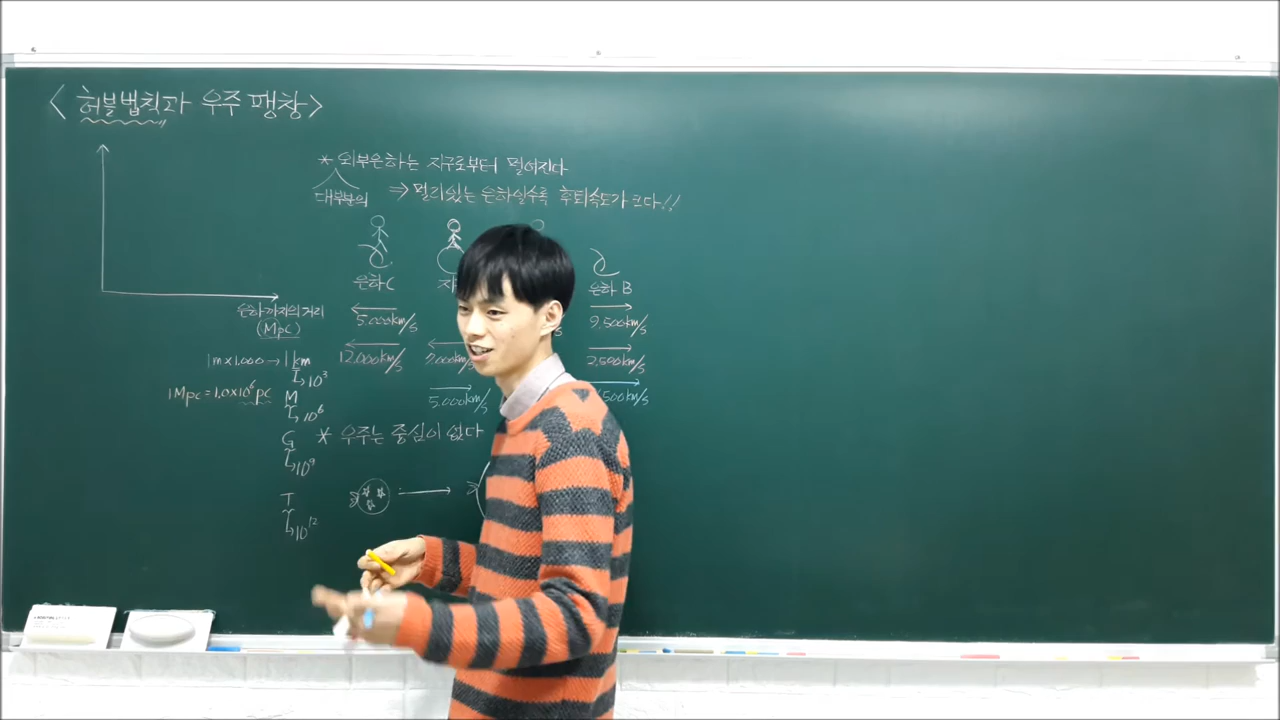 <허블법칙과 우주 팽창>
* 외부은하는 지구로부터 멀어진다
대부분의 ⇒ 멀리있는 은하일수록 후퇴속도가 크다!!
은하C 은하 B
5.000km/s 9.500km/s
12.000km/s 7.000km/s 2.500km/s
5.000km/s 500km/s
은하까지의 거리
(Mpc)
1m×1.000 → 1km
↳10³
1Mpc=1.0×10⁶pc M
↳10⁶
G
↳10⁹
T
↳10¹²
* 우주는 중심이 없다